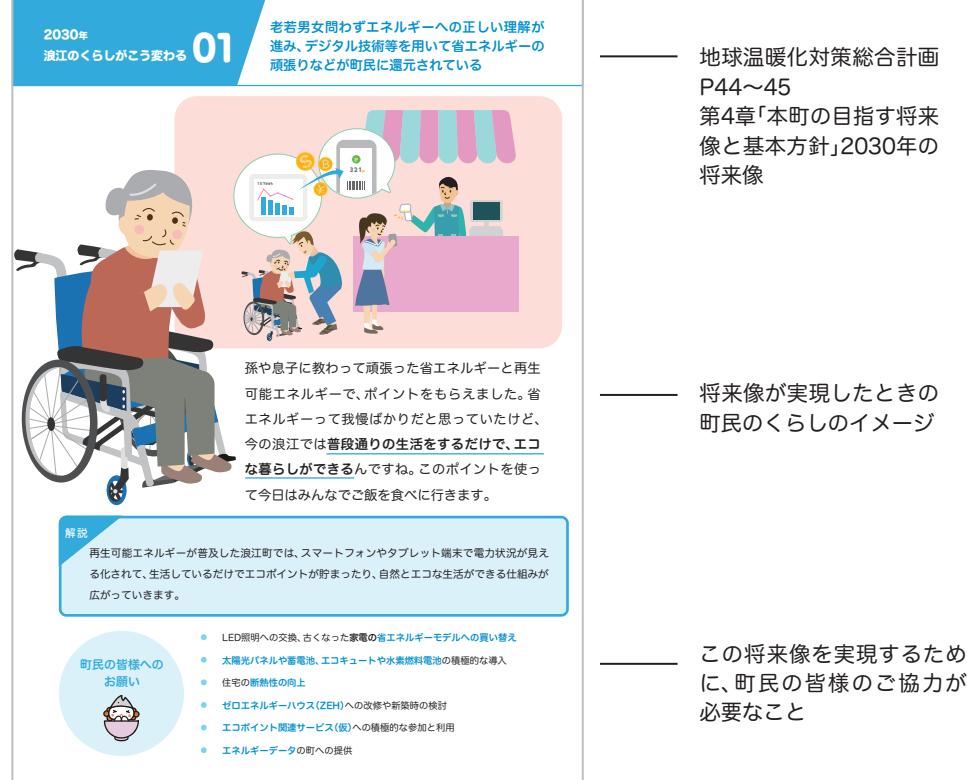 2030年
浪江のくらしがこう変わる 01
老若男女問わずエネルギーへの正しい理解が
進み、デジタル技術等を用いて省エネルギーの
頑張りなどが町民に還元されている
321
孫や息子に教わって頑張った省エネルギーと再生
可能エネルギーで、ポイントをもらえました。省
エネルギーって我慢ばかりだと思っていたけど、
今の浪江では普段通りの生活をするだけで、エコ
な暮らしができるんですね。このポイントを使っ
て今日はみんなでご飯を食べに行きます。
解説
再生可能エネルギーが普及した浪江町では、スマートフォンやタブレット端末で電力状況が見え
る化されて、生活しているだけでエコポイントが貯まったり、自然とエコな生活ができる仕組みが
広がっていきます。
町民の皆様への
お願い
● LED照明への交換、古くなった家電の省エネルギーモデルへの買い替え
● 太陽光パネルや蓄電池、エコキュートや水素燃料電池の積極的な導入
● 住宅の断熱性の向上
● ゼロエネルギーハウス(ZEH)への改修や新築時の検討
● エコポイント関連サービス(仮)への積極的な参加と利用
● エネルギーデータの町への提供
地球温暖化対策総合計画
P44〜45
第4章「本町の目指す将来
像と基本方針」2030年の
将来像
将来像が実現したときの
町民のくらしのイメージ
この将来像を実現するため
に、町民の皆様のご協力が
必要なこと